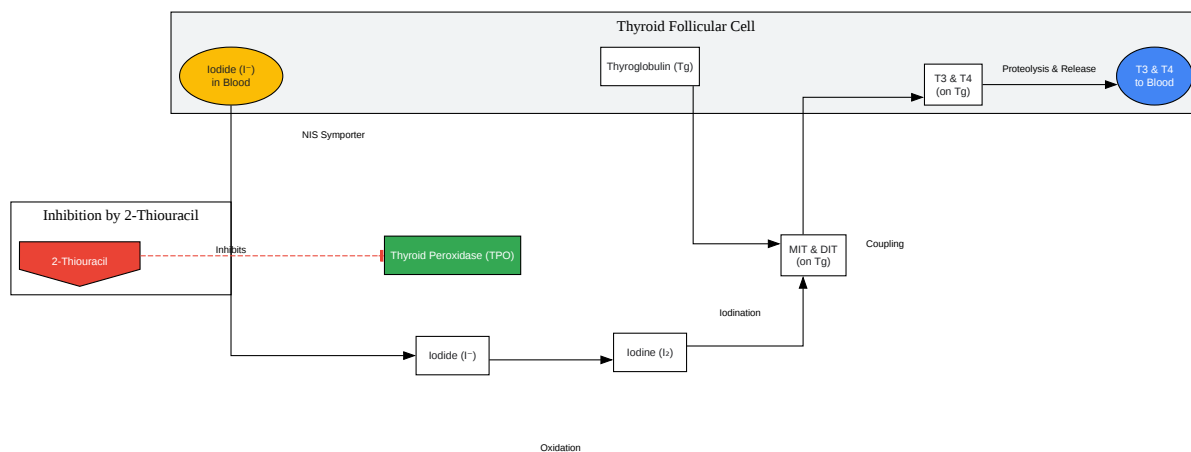 Thyroid Follicular Cell
Iodide (I⁻)
in Blood
Thyroglobulin (Tg)
T3 & T4
(on Tg)
Proteolysis & Release
T3 & T4
to Blood
NIS Symporter
Inhibition by 2-Thiouracil
2-Thiouracil
Inhibits
Thyroid Peroxidase (TPO)
MIT & DIT
(on Tg)
Coupling
Iodination
Iodide (I⁻)
Iodine (I₂)
Oxidation